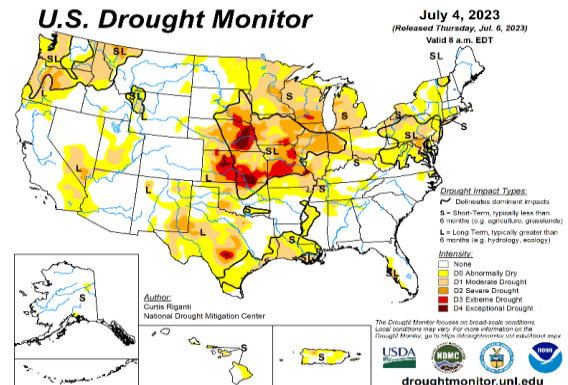 U.S. Drought Monitor
July 4, 2023
(Released Thursday, Jul. 6, 2023)
Valid 8 a.m. EDT
SL
SL
SL
SL
L
S
S
S
SL
S
SL
S
L
L
L
L
S
S
S
S
SL
L
S
S
S
Drought Impact Types:
Delineates dominant impacts
S = Short-Term, typically less than
6 months (e.g. agriculture, grasslands)
L = Long Term, typically greater than
6 months (e.g. hydrology, ecology)
Intensity:
None
D0 Abnormally Dry
D1 Moderate Drought
D2 Severe Drought
D3 Extreme Drought
D4 Exceptional Drought
Author:
Curtis Riganti
National Drought Mitigation Center
The Drought Monitor focuses on broad-scale conditions.
Local conditions may vary. For more information on the
Drought Monitor, go to https://droughtmonitor.unl.edu/About.aspx
USDA
NDMC
NOAA
droughtmonitor.unl.edu